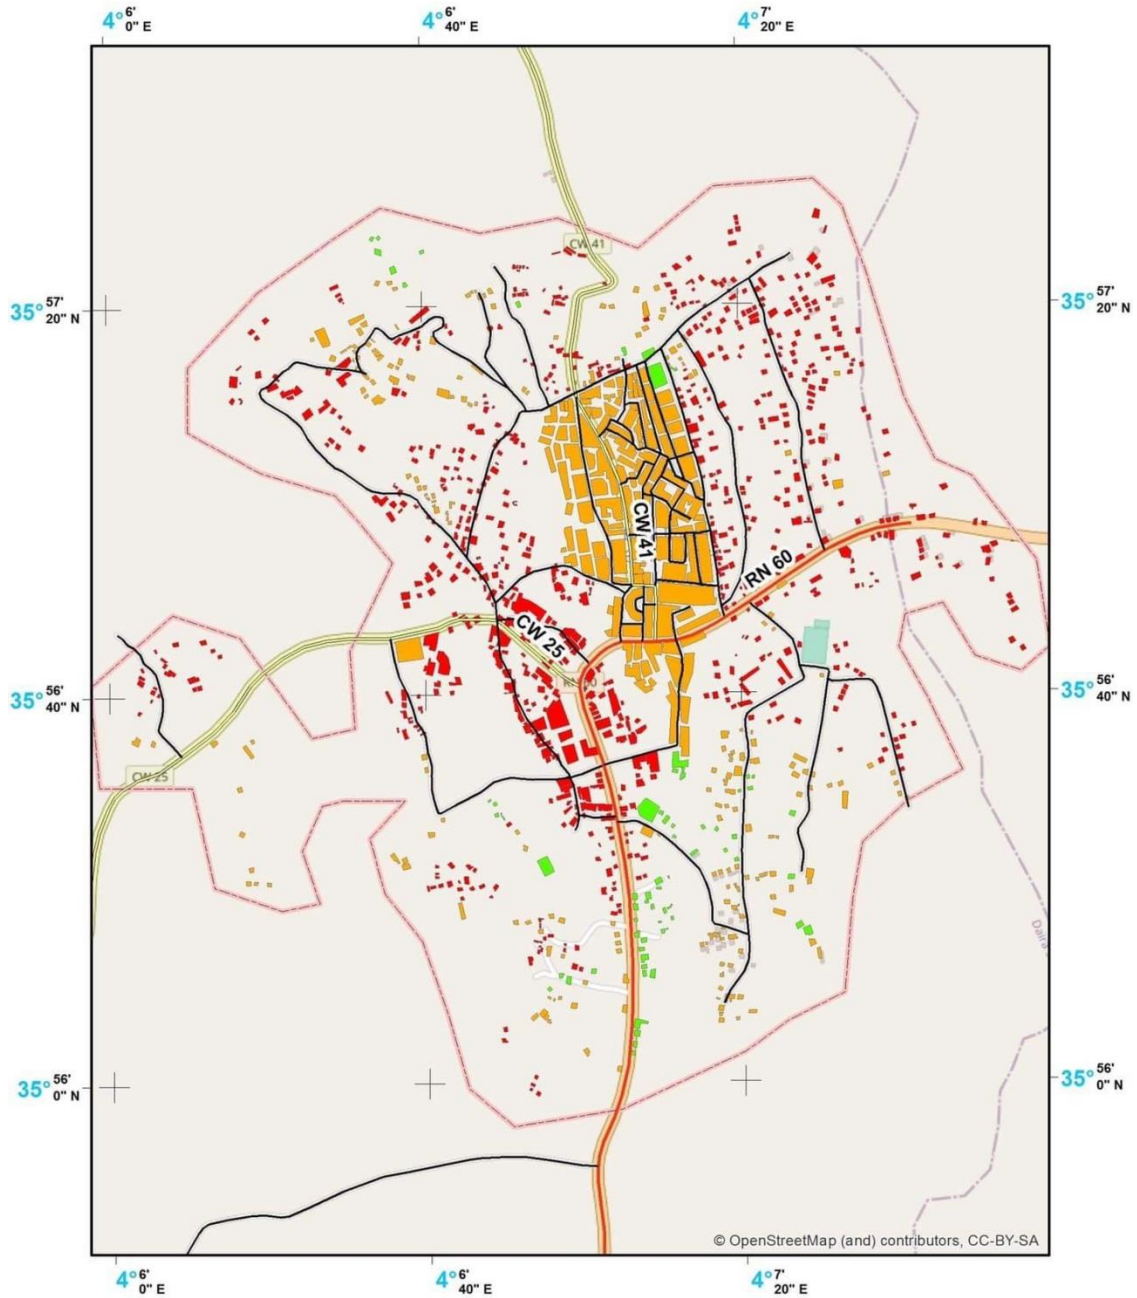 4° 6' 0" E
4° 6' 40" E
4° 7' 20" E
CW 41
35° 57' 20" N
35° 57' 20" N
CW 41
RN 60
CW 25
35° 56' 40" N
35° 56' 40" N
CW 25
Daïra
35° 56' 0" N
35° 56' 0" N
© OpenStreetMap (and) contributors, CC-BY-SA
4° 6' 0" E
4° 6' 40" E
4° 7' 20" E